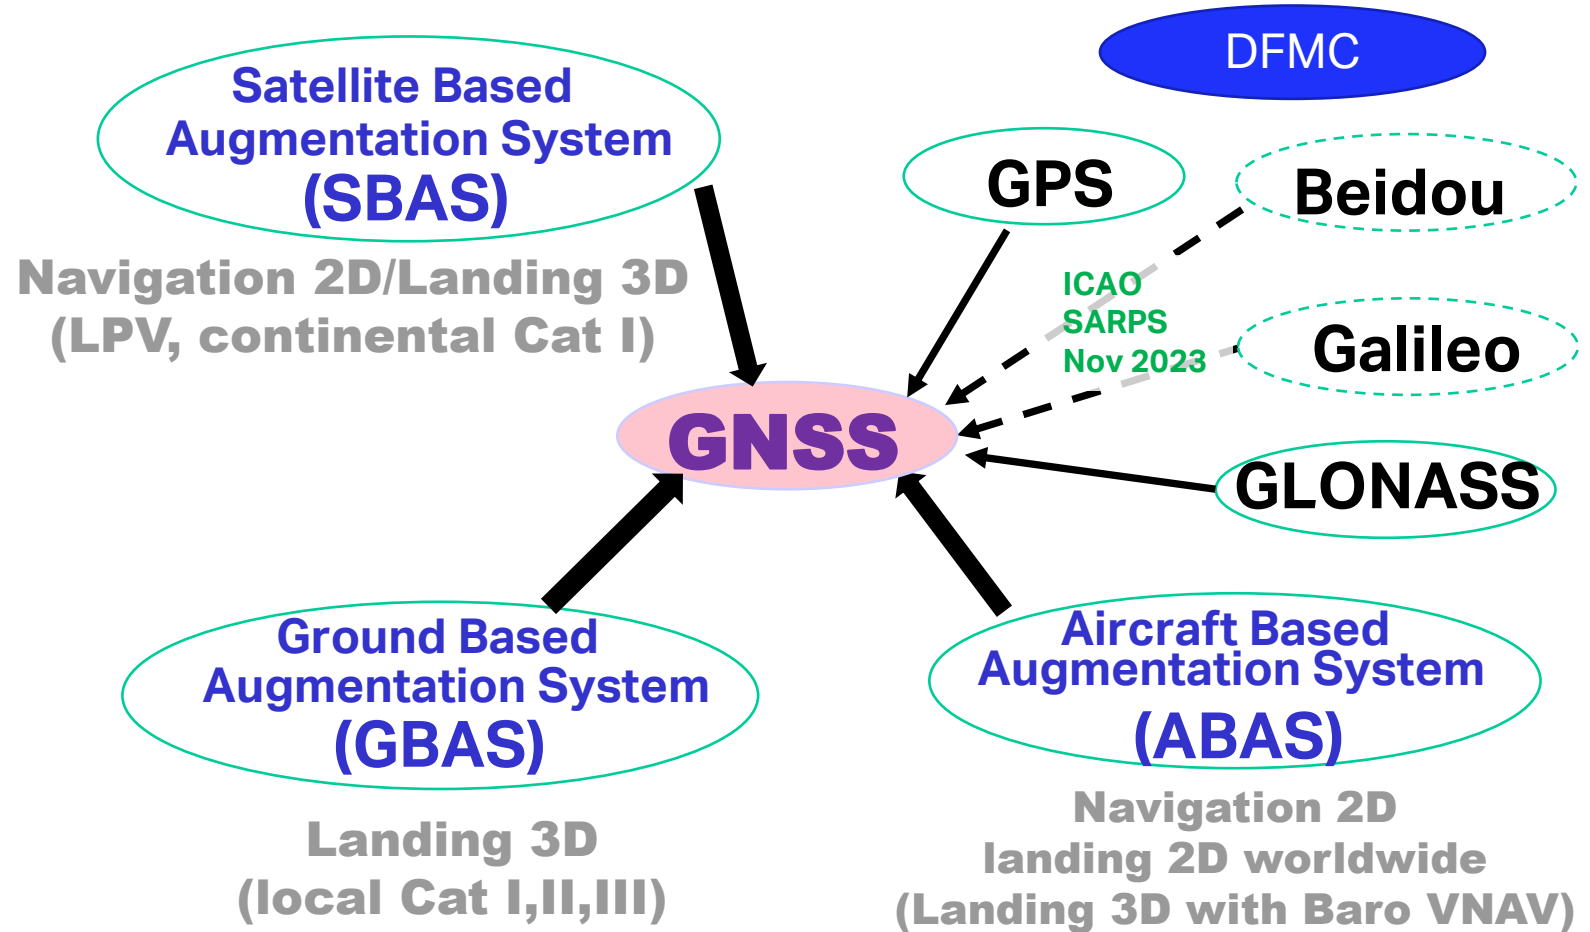 DFMC
Satellite Based
Augmentation System
(SBAS)
Navigation 2D/Landing 3D
(LPV, continental Cat I)
GPS
Beidou
ICAO
SARPS
Nov 2023
Galileo
GNSS
GLONASS
Ground Based
Augmentation System
(GBAS)
Landing 3D
(local Cat I,II,III)
Aircraft Based
Augmentation System
(ABAS)
Navigation 2D
landing 2D worldwide
(Landing 3D with Baro VNAV)